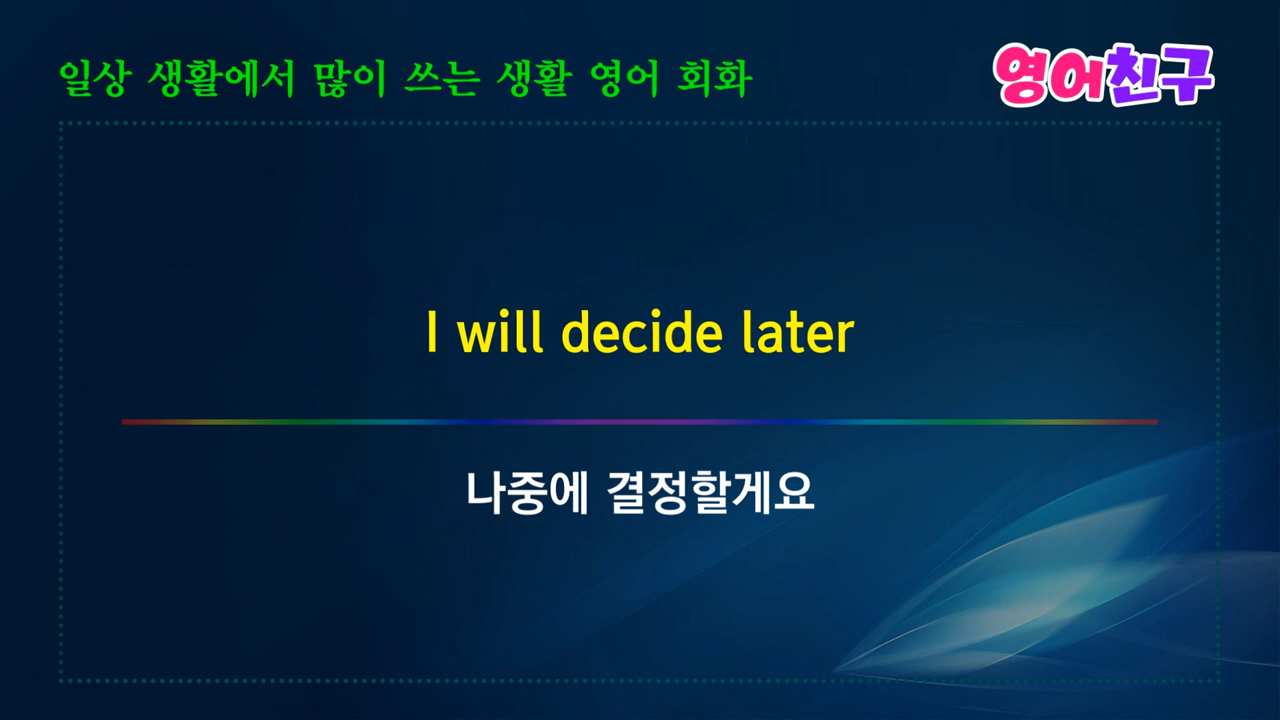 일상 생활에서 많이 쓰는 생활 영어 회화
영어친구
I will decide later
나중에 결정할게요